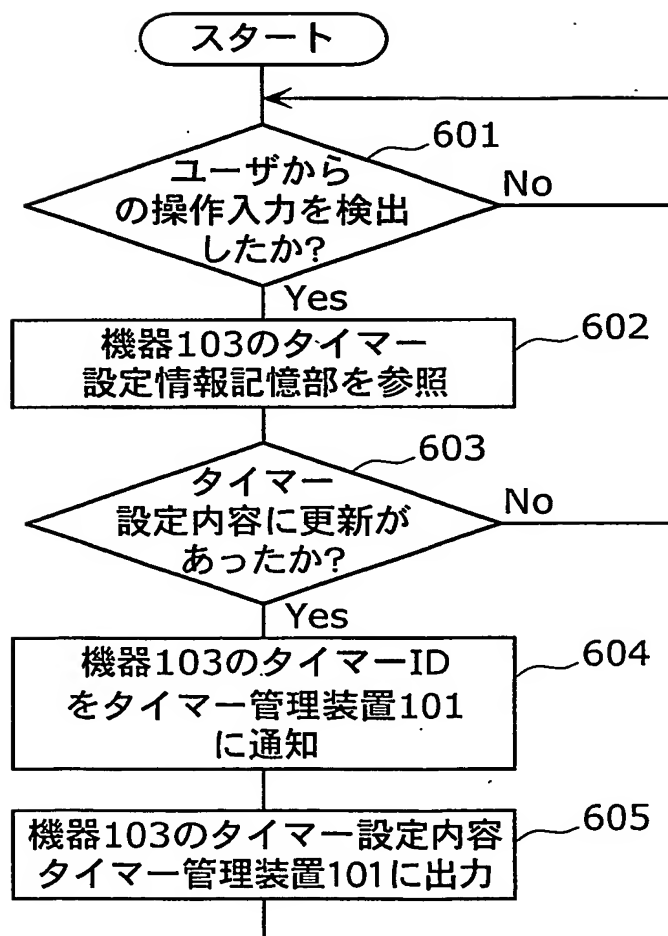 スタート
601
ユーザから
の操作入力を検出
したか?
No
Yes
602
機器103のタイマー
設定情報記憶部を参照
603
タイマー
設定内容に更新が
あったか?
No
Yes
604
機器103のタイマーID
をタイマー管理装置101
に通知
605
機器103のタイマー設定内容
タイマー管理装置101に出力